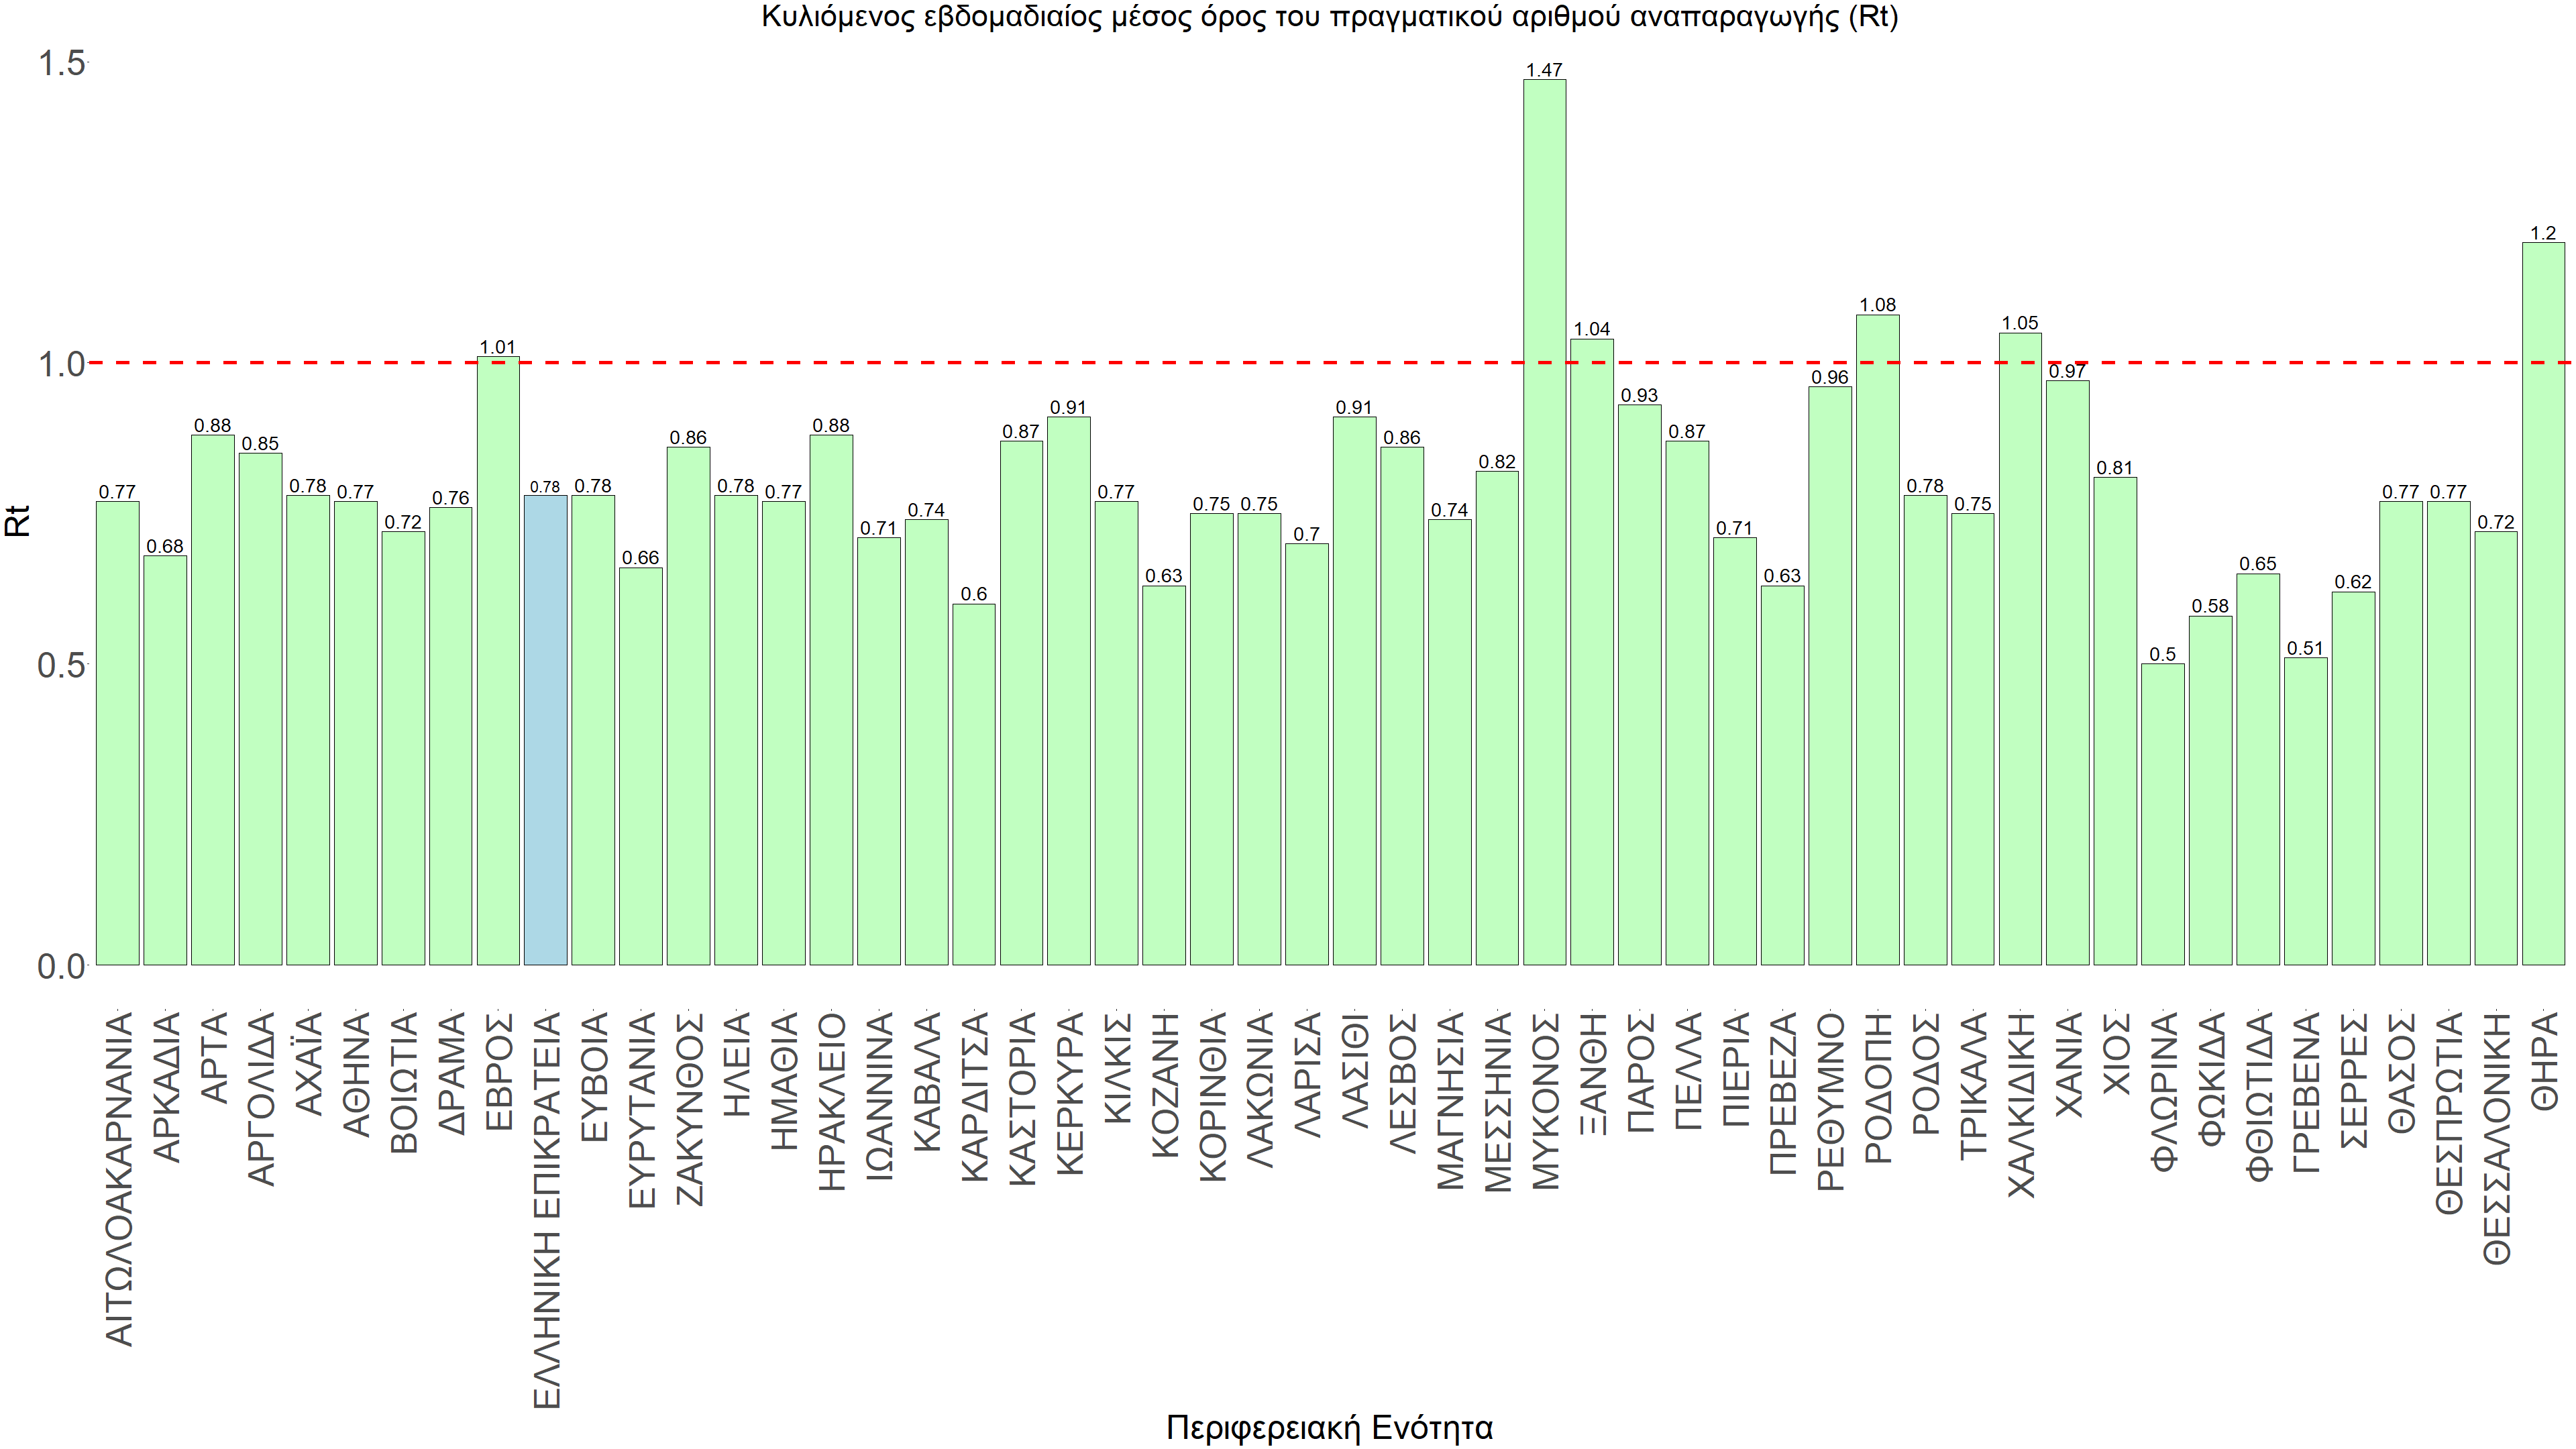 Κυλιόμενος εβδομαδιαίος μέσος όρος του πραγματικού αριθμού αναπαραγωγής (Rt)
1.5
1.0
0.5
0.0
Rt
0.77
0.68
0.88
0.85
0.78
0.77
0.72
0.76
1.01
0.78
0.78
0.66
0.86
0.78
0.77
0.88
0.71
0.74
0.6
0.87
0.91
0.77
0.63
0.75
0.75
0.7
0.91
0.86
0.74
0.82
1.47
1.04
0.93
0.87
0.71
0.63
0.96
1.08
0.78
0.75
1.05
0.97
0.81
0.5
0.58
0.65
0.51
0.62
0.77
0.77
0.72
1.2
ΑΙΤΩΛΟΑΚΑΡΝΑΝΙΑ
ΑΡΚΑΔΙΑ
ΑΡΤΑ
ΑΡΓΟΛΙΔΑ
ΑΧΑΪΑ
ΑΘΗΝΑ
ΒΟΙΩΤΙΑ
ΔΡΑΜΑ
ΕΒΡΟΣ
ΕΛΛΗΝΙΚΗ ΕΠΙΚΡΑΤΕΙΑ
ΕΥΒΟΙΑ
ΕΥΡΥΤΑΝΙΑ
ΖΑΚΥΝΘΟΣ
ΗΛΕΙΑ
ΗΜΑΘΙΑ
ΗΡΑΚΛΕΙΟ
ΙΩΑΝΝΙΝΑ
ΚΑΒΑΛΑ
ΚΑΡΔΙΤΣΑ
ΚΑΣΤΟΡΙΑ
ΚΕΡΚΥΡΑ
ΚΙΛΚΙΣ
ΚΟΖΑΝΗ
ΚΟΡΙΝΘΙΑ
ΛΑΚΩΝΙΑ
ΛΑΡΙΣΑ
ΛΑΣΙΘΙ
ΛΕΣΒΟΣ
ΜΑΓΝΗΣΙΑ
ΜΕΣΣΗΝΙΑ
ΜΥΚΟΝΟΣ
ΞΑΝΘΗ
ΠΑΡΟΣ
ΠΕΛΛΑ
ΠΙΕΡΙΑ
ΠΡΕΒΕΖΑ
ΡΕΘΥΜΝΟ
ΡΟΔΟΠΗ
ΡΟΔΟΣ
ΤΡΙΚΑΛΑ
ΧΑΛΚΙΔΙΚΗ
ΧΑΝΙΑ
ΧΙΟΣ
ΦΛΩΡΙΝΑ
ΦΩΚΙΔΑ
ΦΘΙΩΤΙΔΑ
ΓΡΕΒΕΝΑ
ΣΕΡΡΕΣ
ΘΑΣΟΣ
ΘΕΣΠΡΩΤΙΑ
ΘΕΣΣΑΛΟΝΙΚΗ
ΘΗΡΑ
Περιφερειακή Ενότητα